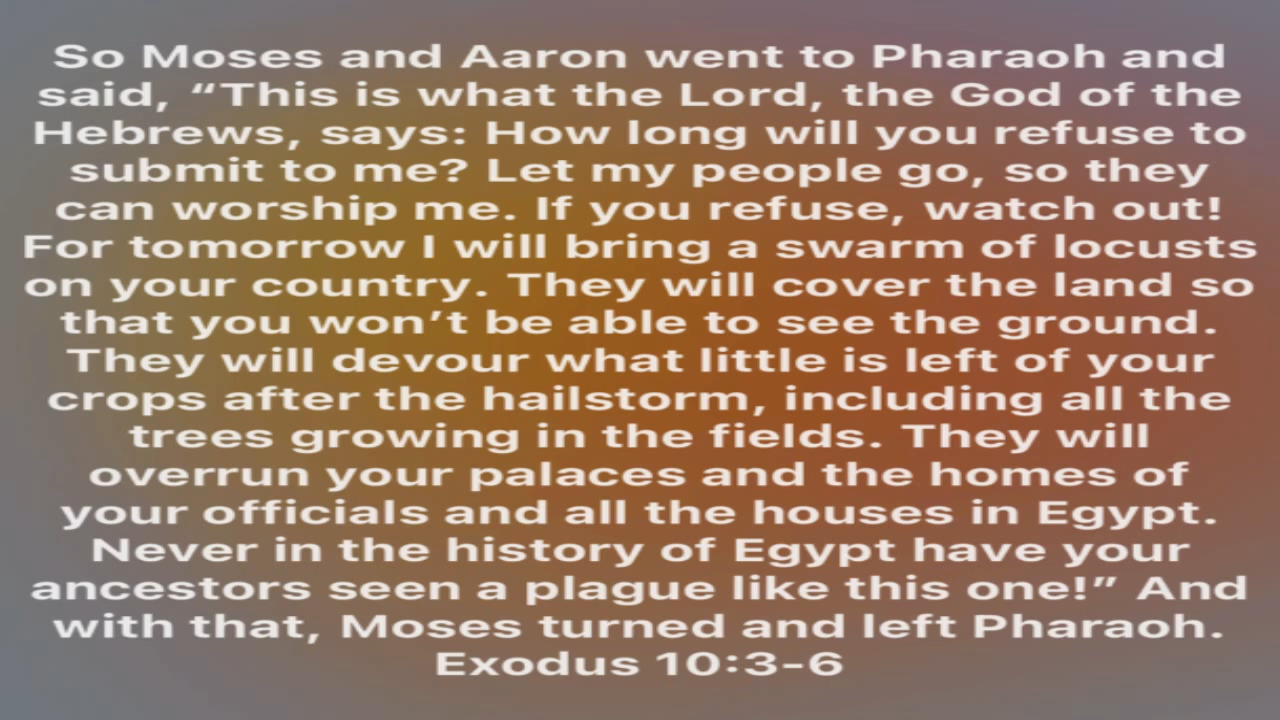 So Moses and Aaron went to Pharaoh and
said, “This is what the Lord, the God of the
Hebrews, says: How long will you refuse to
submit to me? Let my people go, so they
can worship me. If you refuse, watch out!
For tomorrow I will bring a swarm of locusts
on your country. They will cover the land so
that you won’t be able to see the ground.
They will devour what little is left of your
crops after the hailstorm, including all the
trees growing in the fields. They will
overrun your palaces and the homes of
your officials and all the houses in Egypt.
Never in the history of Egypt have your
ancestors seen a plague like this one!” And
with that, Moses turned and left Pharaoh.
Exodus 10:3-6